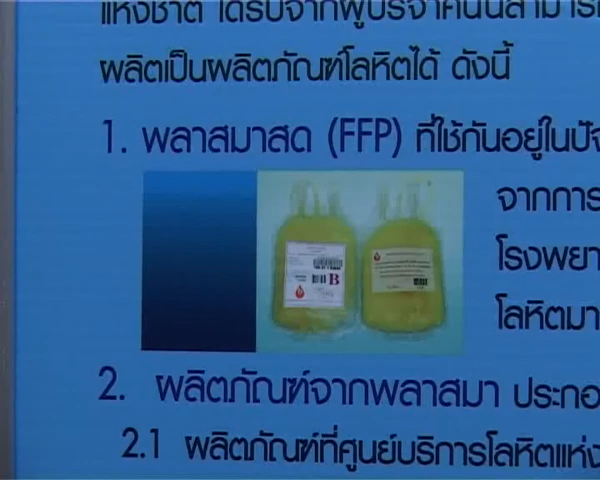 แห่งชาติ ได้รับจากผู้บริจาคนั้นสามาร
ผลิตเป็นผลิตภัณฑ์โลหิตได้ ดังนี้
1. พลาสมาสด (FFP) ที่ใช้กันอยู่ในปัจ
จากการ
โรงพยา
B
โลหิตมา
2. ผลิตภัณฑ์จากพลาสมา ประกอ
2.1 ผลิตภัณฑ์ที่ศูนย์บริการโลหิตแห่ง